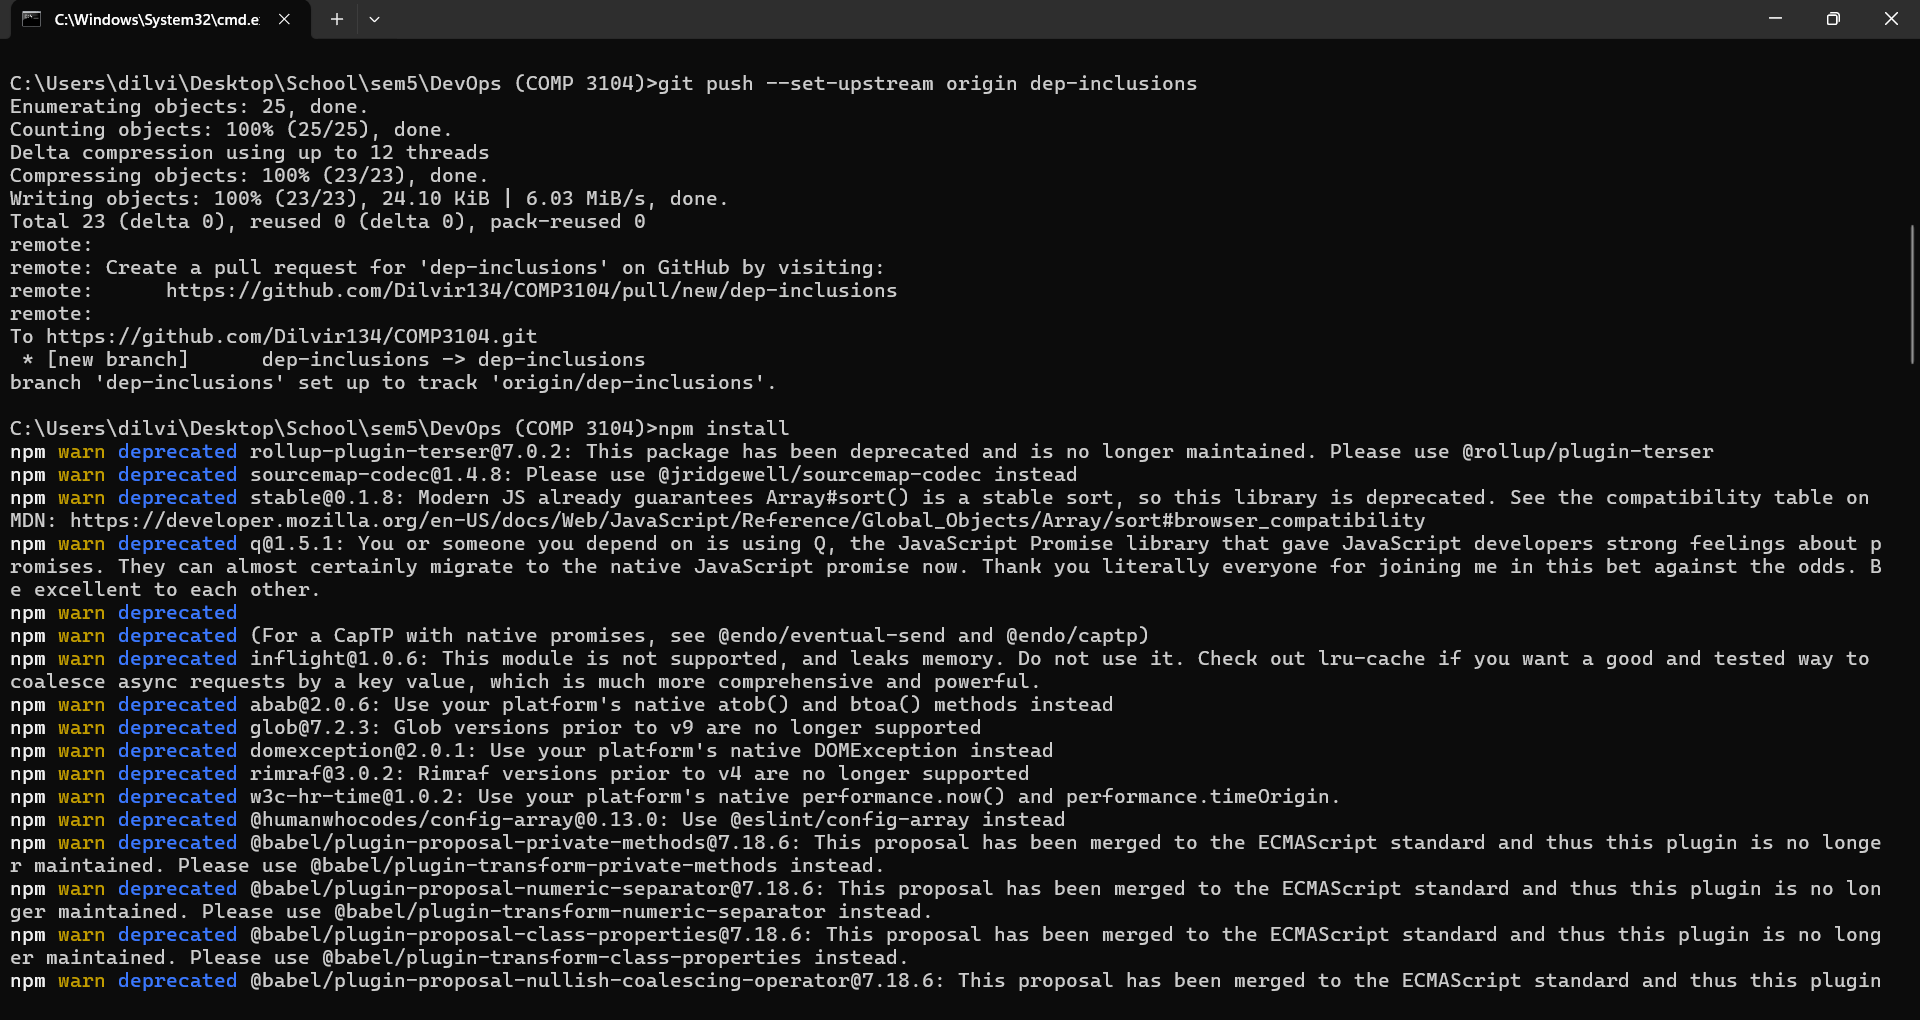 C:\Windows\System32\cmd.e
C:\Users\dilvi\Desktop\School\sem5\DevOps (COMP 3104)>git push --set-upstream origin dep-inclusions
Enumerating objects: 25, done.
Counting objects: 100% (25/25), done.
Delta compression using up to 12 threads
Compressing objects: 100% (23/23), done.
Writing objects: 100% (23/23), 24.10 KiB | 6.03 MiB/s, done.
Total 23 (delta 0), reused 0 (delta 0), pack-reused 0
remote:
remote: Create a pull request for 'dep-inclusions' on GitHub by visiting:
remote:      https://github.com/Dilvir134/COMP3104/pull/new/dep-inclusions
remote:
To https://github.com/Dilvir134/COMP3104.git
 * [new branch]      dep-inclusions -> dep-inclusions
branch 'dep-inclusions' set up to track 'origin/dep-inclusions'.
C:\Users\dilvi\Desktop\School\sem5\DevOps (COMP 3104)>npm install
npm warn deprecated rollup-plugin-terser@7.0.2: This package has been deprecated and is no longer maintained. Please use @rollup/plugin-terser
npm warn deprecated sourcemap-codec@1.4.8: Please use @jridgewell/sourcemap-codec instead
npm warn deprecated stable@0.1.8: Modern JS already guarantees Array#sort() is a stable sort, so this library is deprecated. See the compatibility table on
MDN: https://developer.mozilla.org/en-US/docs/Web/JavaScript/Reference/Global_Objects/Array/sort#browser_compatibility
npm warn deprecated q@1.5.1: You or someone you depend on is using Q, the JavaScript Promise library that gave JavaScript developers strong feelings about p
romises. They can almost certainly migrate to the native JavaScript promise now. Thank you literally everyone for joining me in this bet against the odds. B
e excellent to each other.
npm warn deprecated
npm warn deprecated (For a CapTP with native promises, see @endo/eventual-send and @endo/captp)
npm warn deprecated inflight@1.0.6: This module is not supported, and leaks memory. Do not use it. Check out lru-cache if you want a good and tested way to
coalesce async requests by a key value, which is much more comprehensive and powerful.
npm warn deprecated abab@2.0.6: Use your platform's native atob() and btoa() methods instead
npm warn deprecated glob@7.2.3: Glob versions prior to v9 are no longer supported
npm warn deprecated domexception@2.0.1: Use your platform's native DOMException instead
npm warn deprecated rimraf@3.0.2: Rimraf versions prior to v4 are no longer supported
npm warn deprecated w3c-hr-time@1.0.2: Use your platform's native performance.now() and performance.timeOrigin.
npm warn deprecated @humanwhocodes/config-array@0.13.0: Use @eslint/config-array instead
npm warn deprecated @babel/plugin-proposal-private-methods@7.18.6: This proposal has been merged to the ECMAScript standard and thus this plugin is no longe
r maintained. Please use @babel/plugin-transform-private-methods instead.
npm warn deprecated @babel/plugin-proposal-numeric-separator@7.18.6: This proposal has been merged to the ECMAScript standard and thus this plugin is no lon
ger maintained. Please use @babel/plugin-transform-numeric-separator instead.
npm warn deprecated @babel/plugin-proposal-class-properties@7.18.6: This proposal has been merged to the ECMAScript standard and thus this plugin is no long
er maintained. Please use @babel/plugin-transform-class-properties instead.
npm warn deprecated @babel/plugin-proposal-nullish-coalescing-operator@7.18.6: This proposal has been merged to the ECMAScript standard and thus this plugin